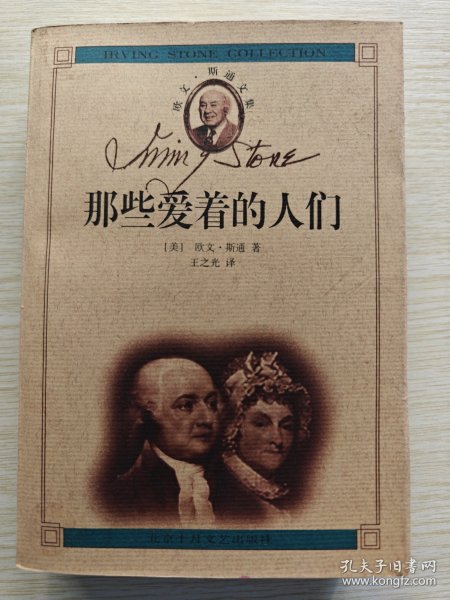 IRVING STONE COLLECTION
欧文·斯通文集
Irving Stone
那些爱着的人们
［美］ 欧文·斯通 著
王之光 译
北京十月文艺出版社
孔夫子旧书网
www.kongfz.com